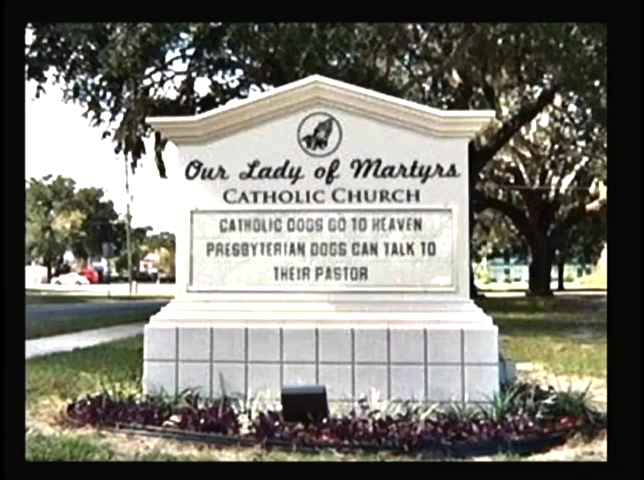 Our Lady of Martyrs
CATHOLIC CHURCH
CATHOLIC DOGS GO TO HEAVEN
PRESBYTERIAN DOGS CAN TALK TO
THEIR PASTOR